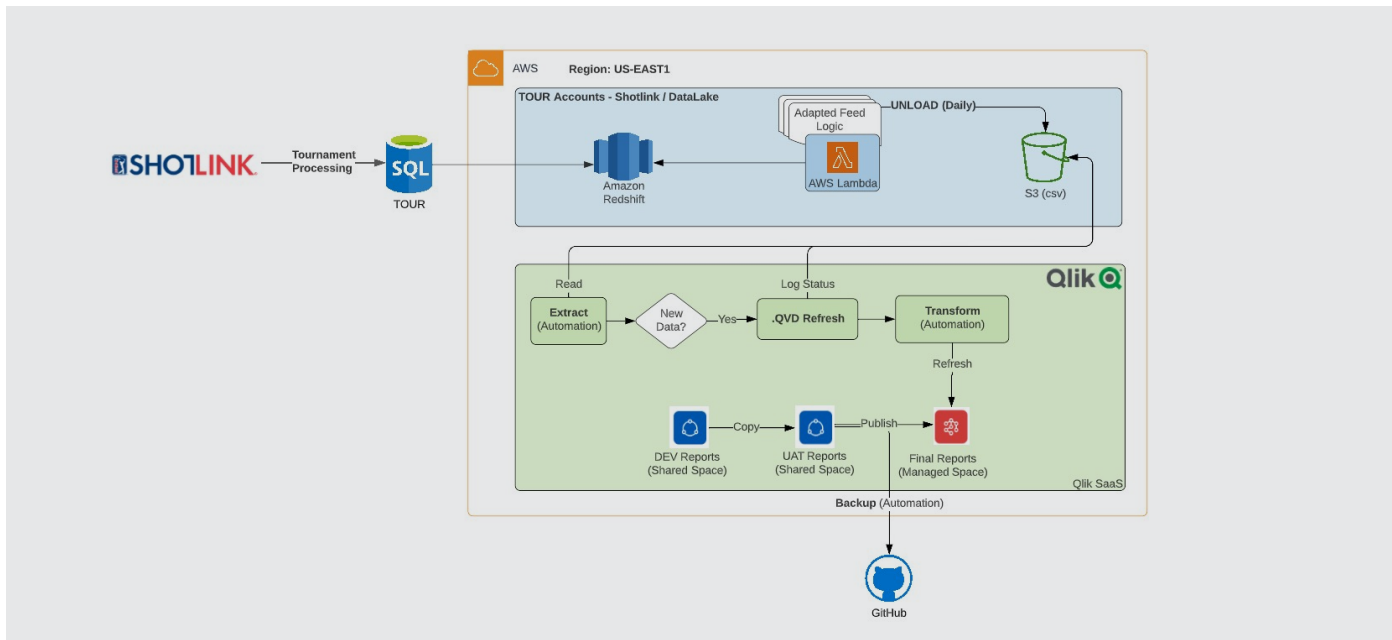 AWS
Region: US-EAST1
TOUR Accounts - Shotlink / DataLake
Adapted Feed
Logic
UNLOAD (Daily)
SHOTLINK
Tournament
Processing
SQL
TOUR
Amazon
Redshift
AWS Lambda
S3 (csv)
Qlik
Read
Log Status
Extract
(Automation)
New
Data?
Yes
.QVD Refresh
Transform
(Automation)
Refresh
Copy
Publish
DEV Reports
(Shared Space)
UAT Reports
(Shared Space)
Final Reports
(Managed Space)
Qlik SaaS
Backup (Automation)
GitHub